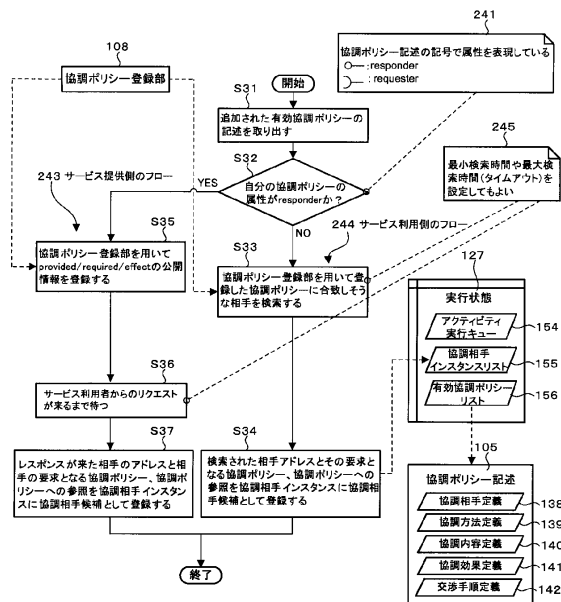 241
協調ポリシー記述の記号で属性を表現している
:responder
:requester
108
協調ポリシー登録部
開始
S31
追加された有効協調ポリシーの
記述を取り出す
S32
自分の協調ポリシーの
属性がresponderか?
YES
NO
245
最小検索時間や最大検
索時間(タイムアウト)を
設定してもよい
243 サービス提供側のフロー
244 サービス利用側のフロー
S35
協調ポリシー登録部を用いて
provided/required/effectの公開
情報を登録する
S33
協調ポリシー登録部を用いて登
録した協調ポリシーに合致しそう
な相手を検索する
127
実行状態
アクティビティ
実行キュー
154
協調相手
インスタンスリスト
155
有効協調ポリシー
リスト
156
S36
サービス利用者からのリクエスト
が来るまで待つ
S37
レスポンスが来た相手のアドレスと相
手の要求となる協調ポリシー、協調ポ
リシーへの参照を協調相手インスタン
スに協調相手候補として登録する
S34
検索された相手アドレスとその要求と
なる協調ポリシー、協調ポリシーへの
参照を協調相手インスタンスに協調相
手候補として登録する
105
協調ポリシー記述
協調相手定義
138
協調方法定義
139
協調内容定義
140
協調効果定義
141
交渉手順定義
142
終了